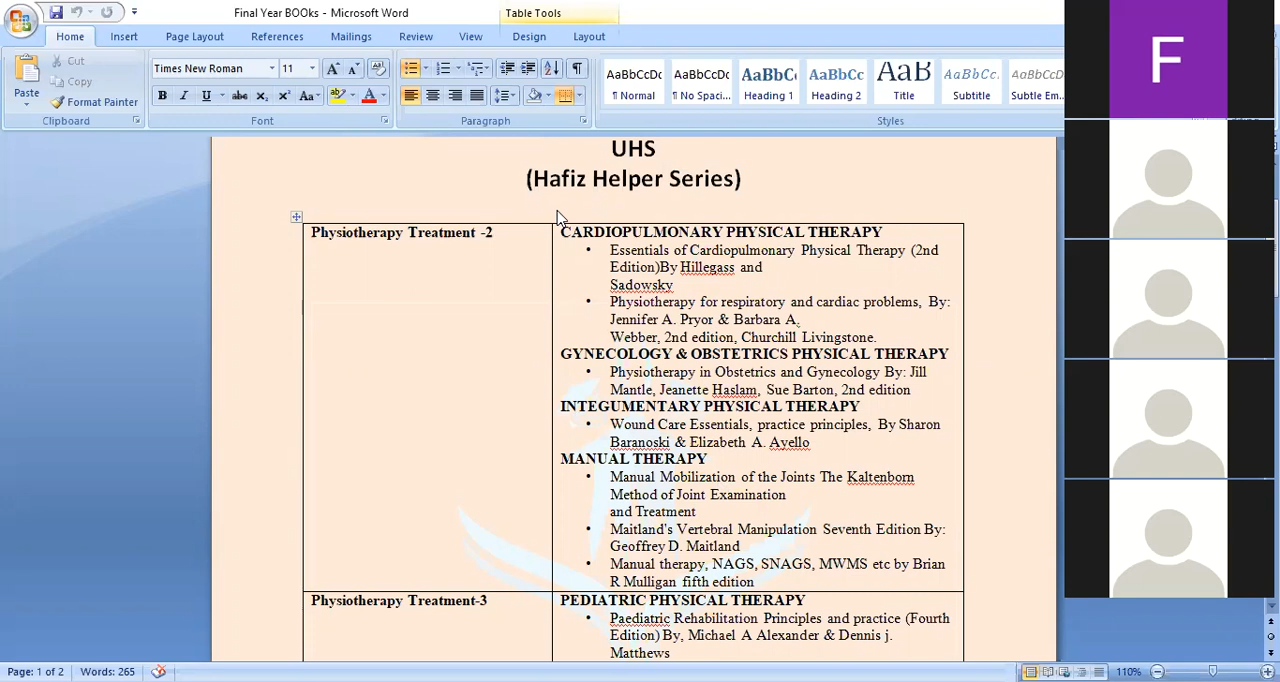 Final Year BOOks - Microsoft Word
Table Tools
Home
Insert
Page Layout
References
Mailings
Review
View
Design
Layout
Paste
Cut
Copy
Format Painter
Clipboard
Times New Roman
11
Font
Paragraph
AaBbCcDc
¶ Normal
AaBbCcDc
¶ No Spaci...
AaBbC
Heading 1
AaBbCc
Heading 2
AaB
Title
AaBbCc.
Subtitle
AaBbCcD
Subtle Em...
Styles
F
UHS
(Hafiz Helper Series)
Physiotherapy Treatment -2
CARDIOPULMONARY PHYSICAL THERAPY
• Essentials of Cardiopulmonary Physical Therapy (2nd
Edition)By Hillegass and
Sadowsky
• Physiotherapy for respiratory and cardiac problems, By:
Jennifer A. Pryor & Barbara A,
Webber, 2nd edition, Churchill Livingstone.
GYNECOLOGY & OBSTETRICS PHYSICAL THERAPY
• Physiotherapy in Obstetrics and Gynecology By: Jill
Mantle, Jeanette Haslam, Sue Barton, 2nd edition
INTEGUMENTARY PHYSICAL THERAPY
• Wound Care Essentials, practice principles, By Sharon
Baranoski & Elizabeth A. Ayello
MANUAL THERAPY
• Manual Mobilization of the Joints The Kaltenborn
Method of Joint Examination
and Treatment
• Maitland's Vertebral Manipulation Seventh Edition By:
Geoffrey D. Maitland
• Manual therapy, NAGS, SNAGS, MWMS etc by Brian
R Mulligan fifth edition
Physiotherapy Treatment-3
PEDIATRIC PHYSICAL THERAPY
• Paediatric Rehabilitation Principles and practice (Fourth
Edition) By, Michael A Alexander & Dennis j.
Matthews
Page: 1 of 2
Words: 265
110%